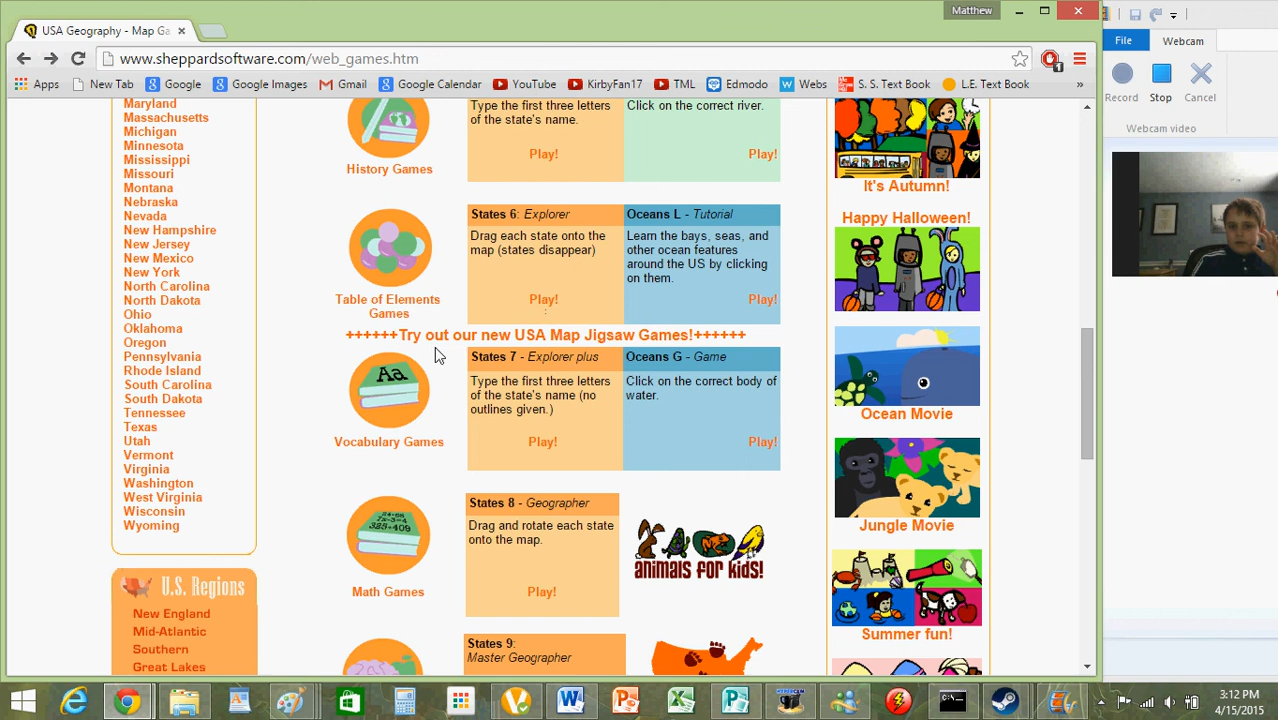 Matthew
USA Geography - Map Ga
www.sheppardsoftware.com/web_games.htm
Apps New Tab Google Google Images Gmail Google Calendar YouTube KirbyFan17 TML Edmodo Webs S. S. Text Book L.E. Text Book »
File Webcam
Record Stop Cancel
Webcam video
Maryland
Massachusetts
Michigan
Minnesota
Mississippi
Missouri
Montana
Nebraska
Nevada
New Hampshire
New Jersey
New Mexico
New York
North Carolina
North Dakota
Ohio
Oklahoma
Oregon
Pennsylvania
Rhode Island
South Carolina
South Dakota
Tennessee
Texas
Utah
Vermont
Virginia
Washington
West Virginia
Wisconsin
Wyoming
U.S. Regions
New England
Mid-Atlantic
Southern
Great Lakes
History Games
Type the first three letters
of the state's name.
Play!
Click on the correct river.
Play!
Table of Elements
Games
States 6: Explorer
Drag each state onto the
map (states disappear)
Play!
Oceans L - Tutorial
Learn the bays, seas, and
other ocean features
around the US by clicking
on them.
Play!
++++++Try out our new USA Map Jigsaw Games!++++++
Aa
Vocabulary Games
States 7 - Explorer plus
Type the first three letters
of the state's name (no
outlines given.)
Play!
Oceans G - Game
Click on the correct body of
water.
Play!
Math Games
States 8 - Geographer
Drag and rotate each state
onto the map.
Play!
animals for kids!
States 9:
Master Geographer
It's Autumn!
Happy Halloween!
Ocean Movie
Jungle Movie
Summer fun!
3:12 PM
4/15/2015